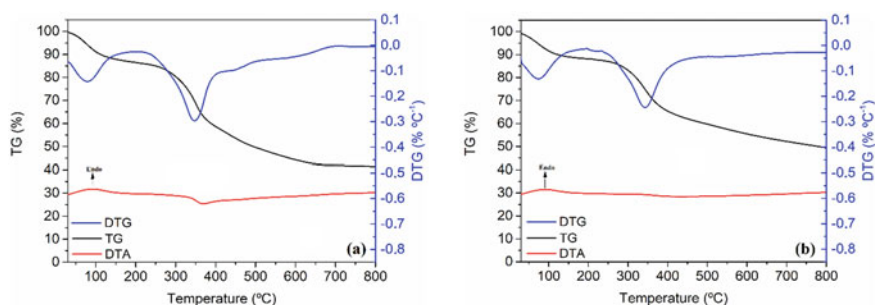 100
90
80
70
60
50
40
30
20
10
0
TG (%)
0.1
0.0
-0.1
-0.2
-0.3
-0.4
-0.5
-0.6
-0.7
-0.8
DTG (% ºC⁻¹)
Endo
DTG
TG
DTA
(a)
100 200 300 400 500 600 700 800
Temperature (ºC)
100
90
80
70
60
50
40
30
20
10
0
TG (%)
0.1
0.0
-0.1
-0.2
-0.3
-0.4
-0.5
-0.6
-0.7
-0.8
DTG (% ºC⁻¹)
Endo
DTG
TG
DTA
(b)
100 200 300 400 500 600 700 800
Temperature (ºC)